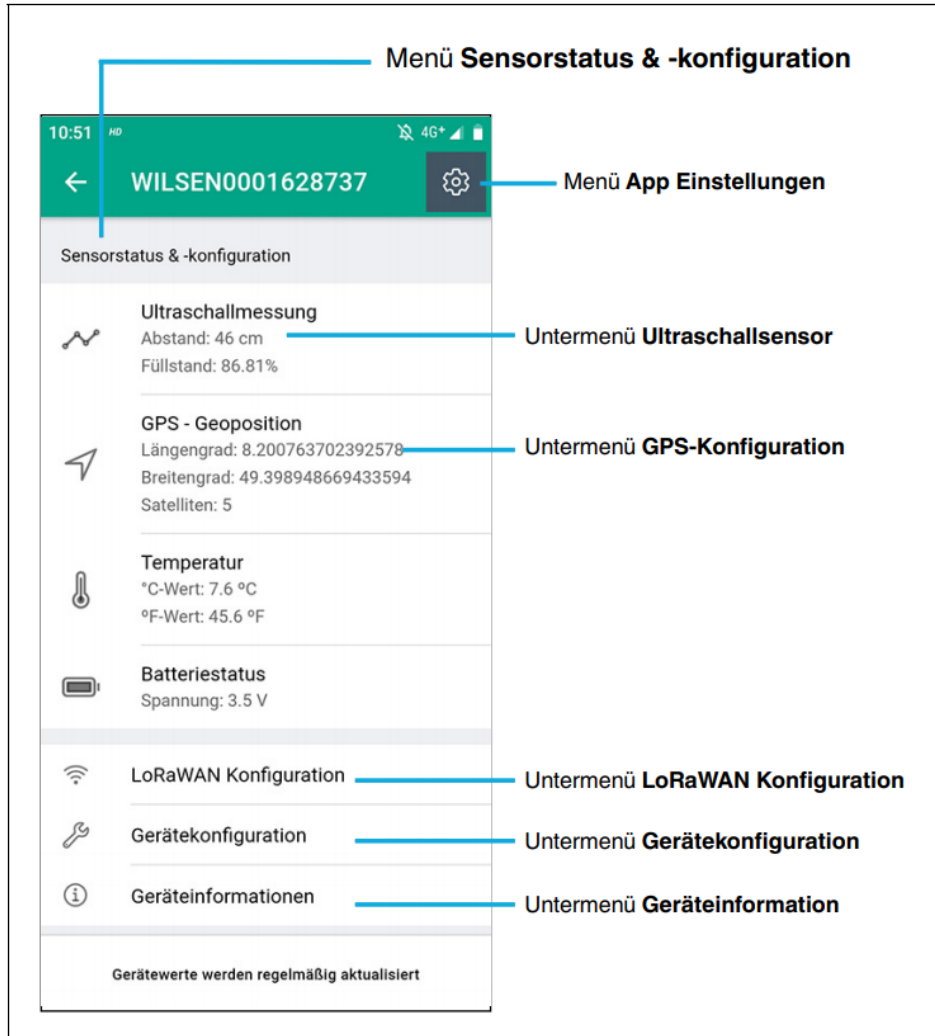 Menü Sensorstatus & -konfiguration
10:51 HD 4G+
WILSEN0001628737
Menü App Einstellungen
Sensorstatus & -konfiguration
Ultraschallmessung
Abstand: 46 cm
Füllstand: 86.81%
Untermenü Ultraschallsensor
GPS - Geoposition
Längengrad: 8.200763702392578
Breitengrad: 49.398948669433594
Satelliten: 5
Untermenü GPS-Konfiguration
Temperatur
°C-Wert: 7.6 ºC
ºF-Wert: 45.6 ºF
Batteriestatus
Spannung: 3.5 V
LoRaWAN Konfiguration
Untermenü LoRaWAN Konfiguration
Gerätekonfiguration
Untermenü Gerätekonfiguration
Geräteinformationen
Untermenü Geräteinformation
Gerätewerte werden regelmäßig aktualisiert